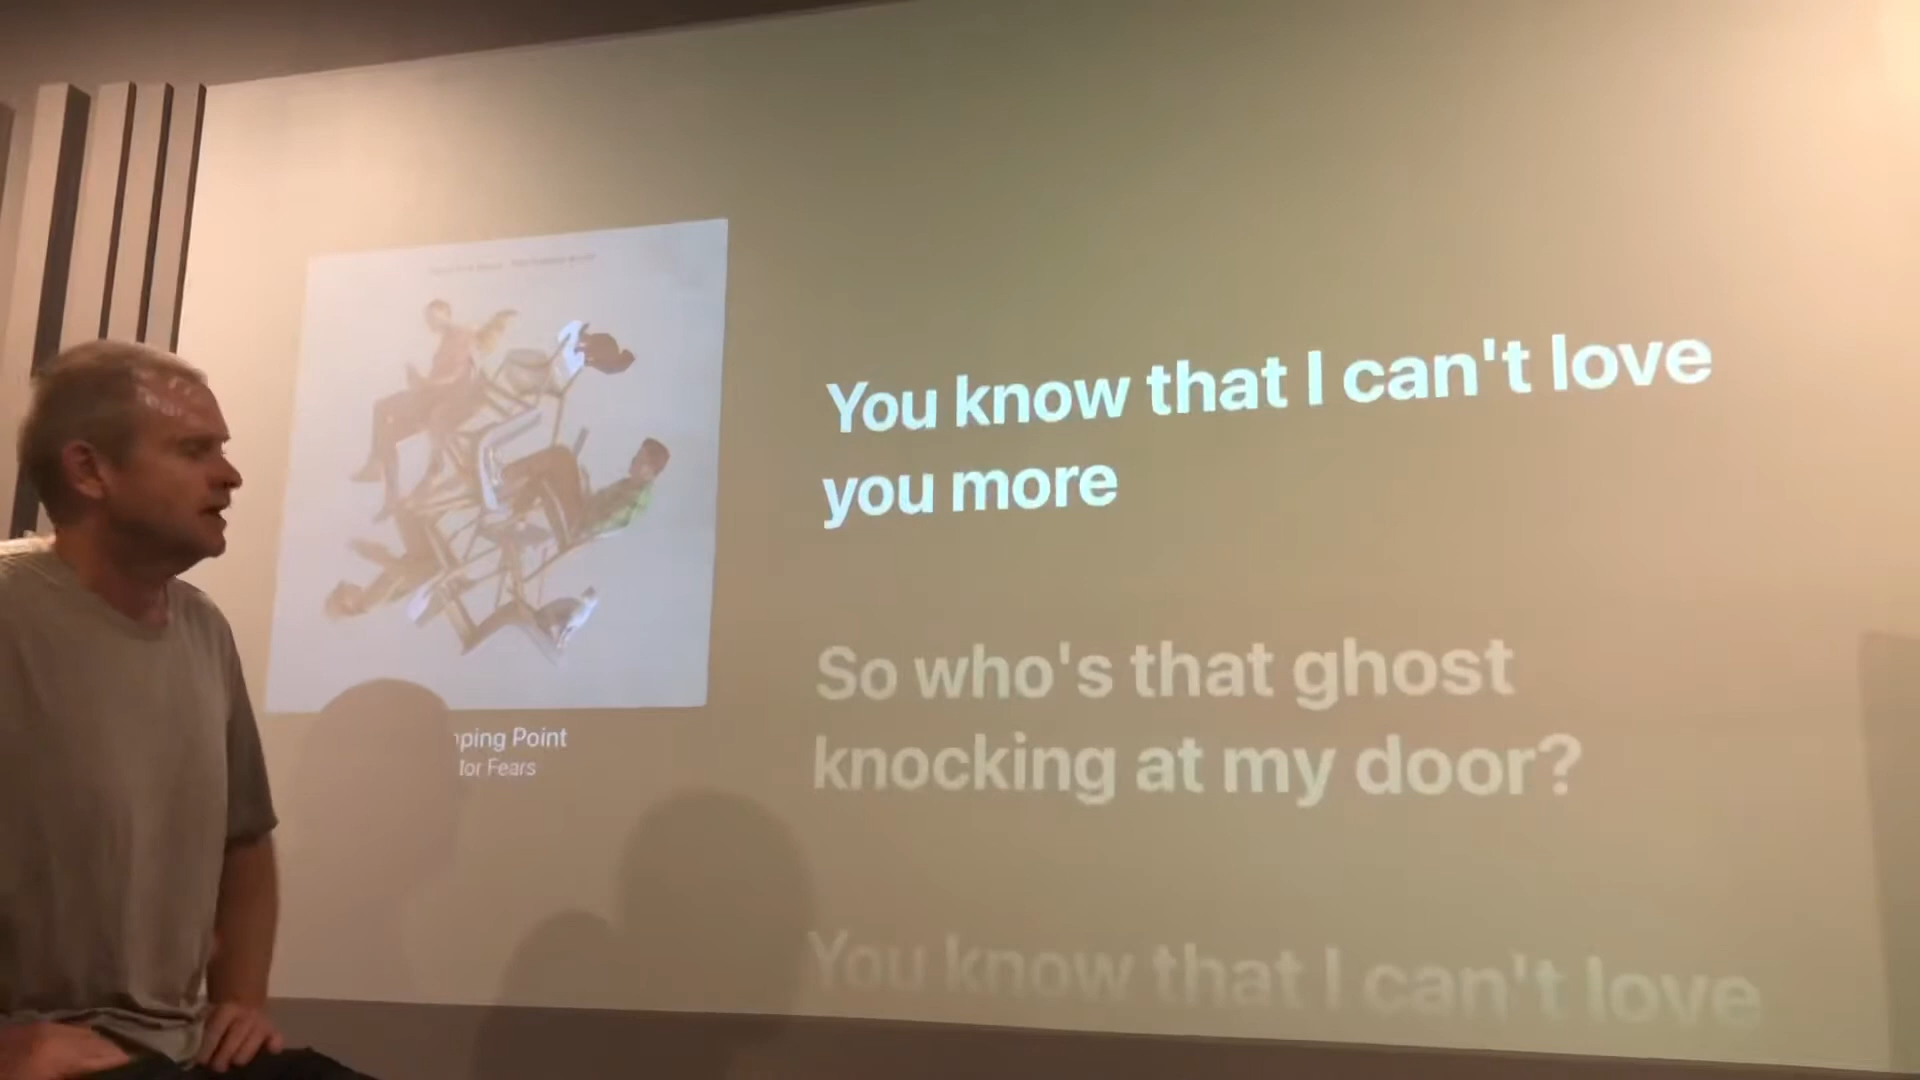 ping Point
for Fears
You know that I can't love
you more
So who's that ghost
knocking at my door?
You know that I can't love